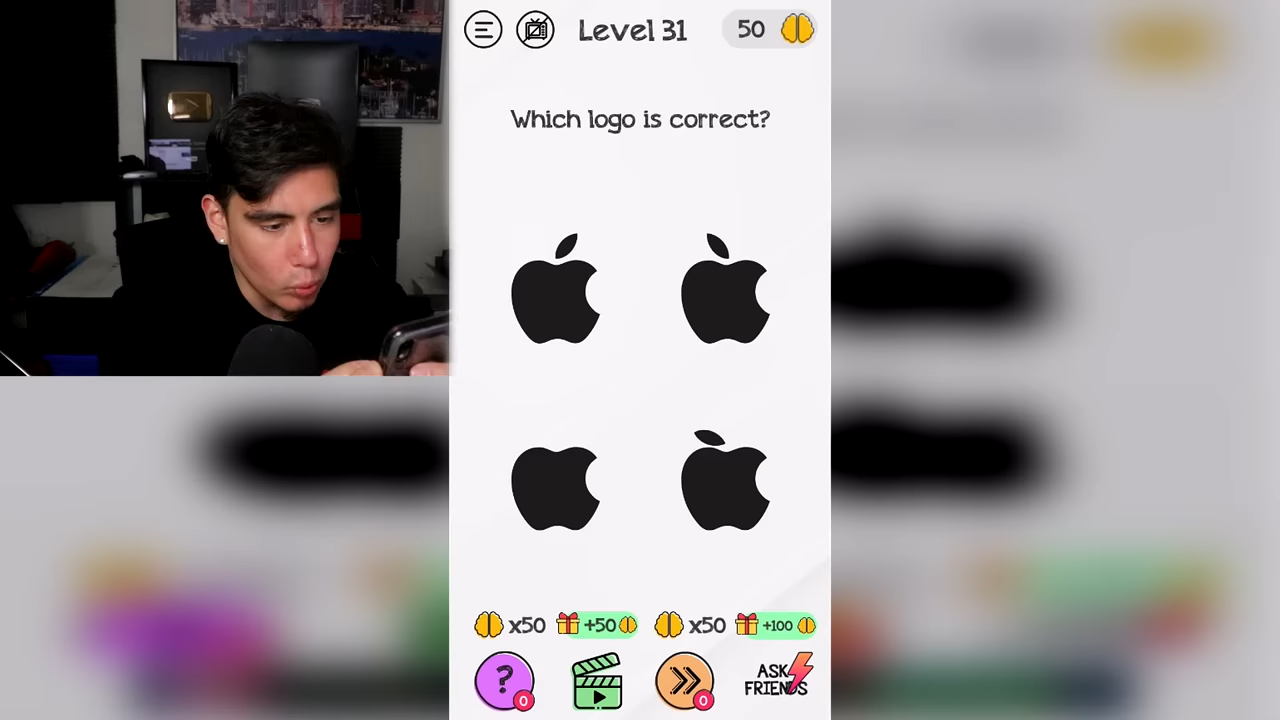 Level 31
50
Which logo is correct?
x50
+50
x50
+100
?
0
0
ASK
FRIENDS